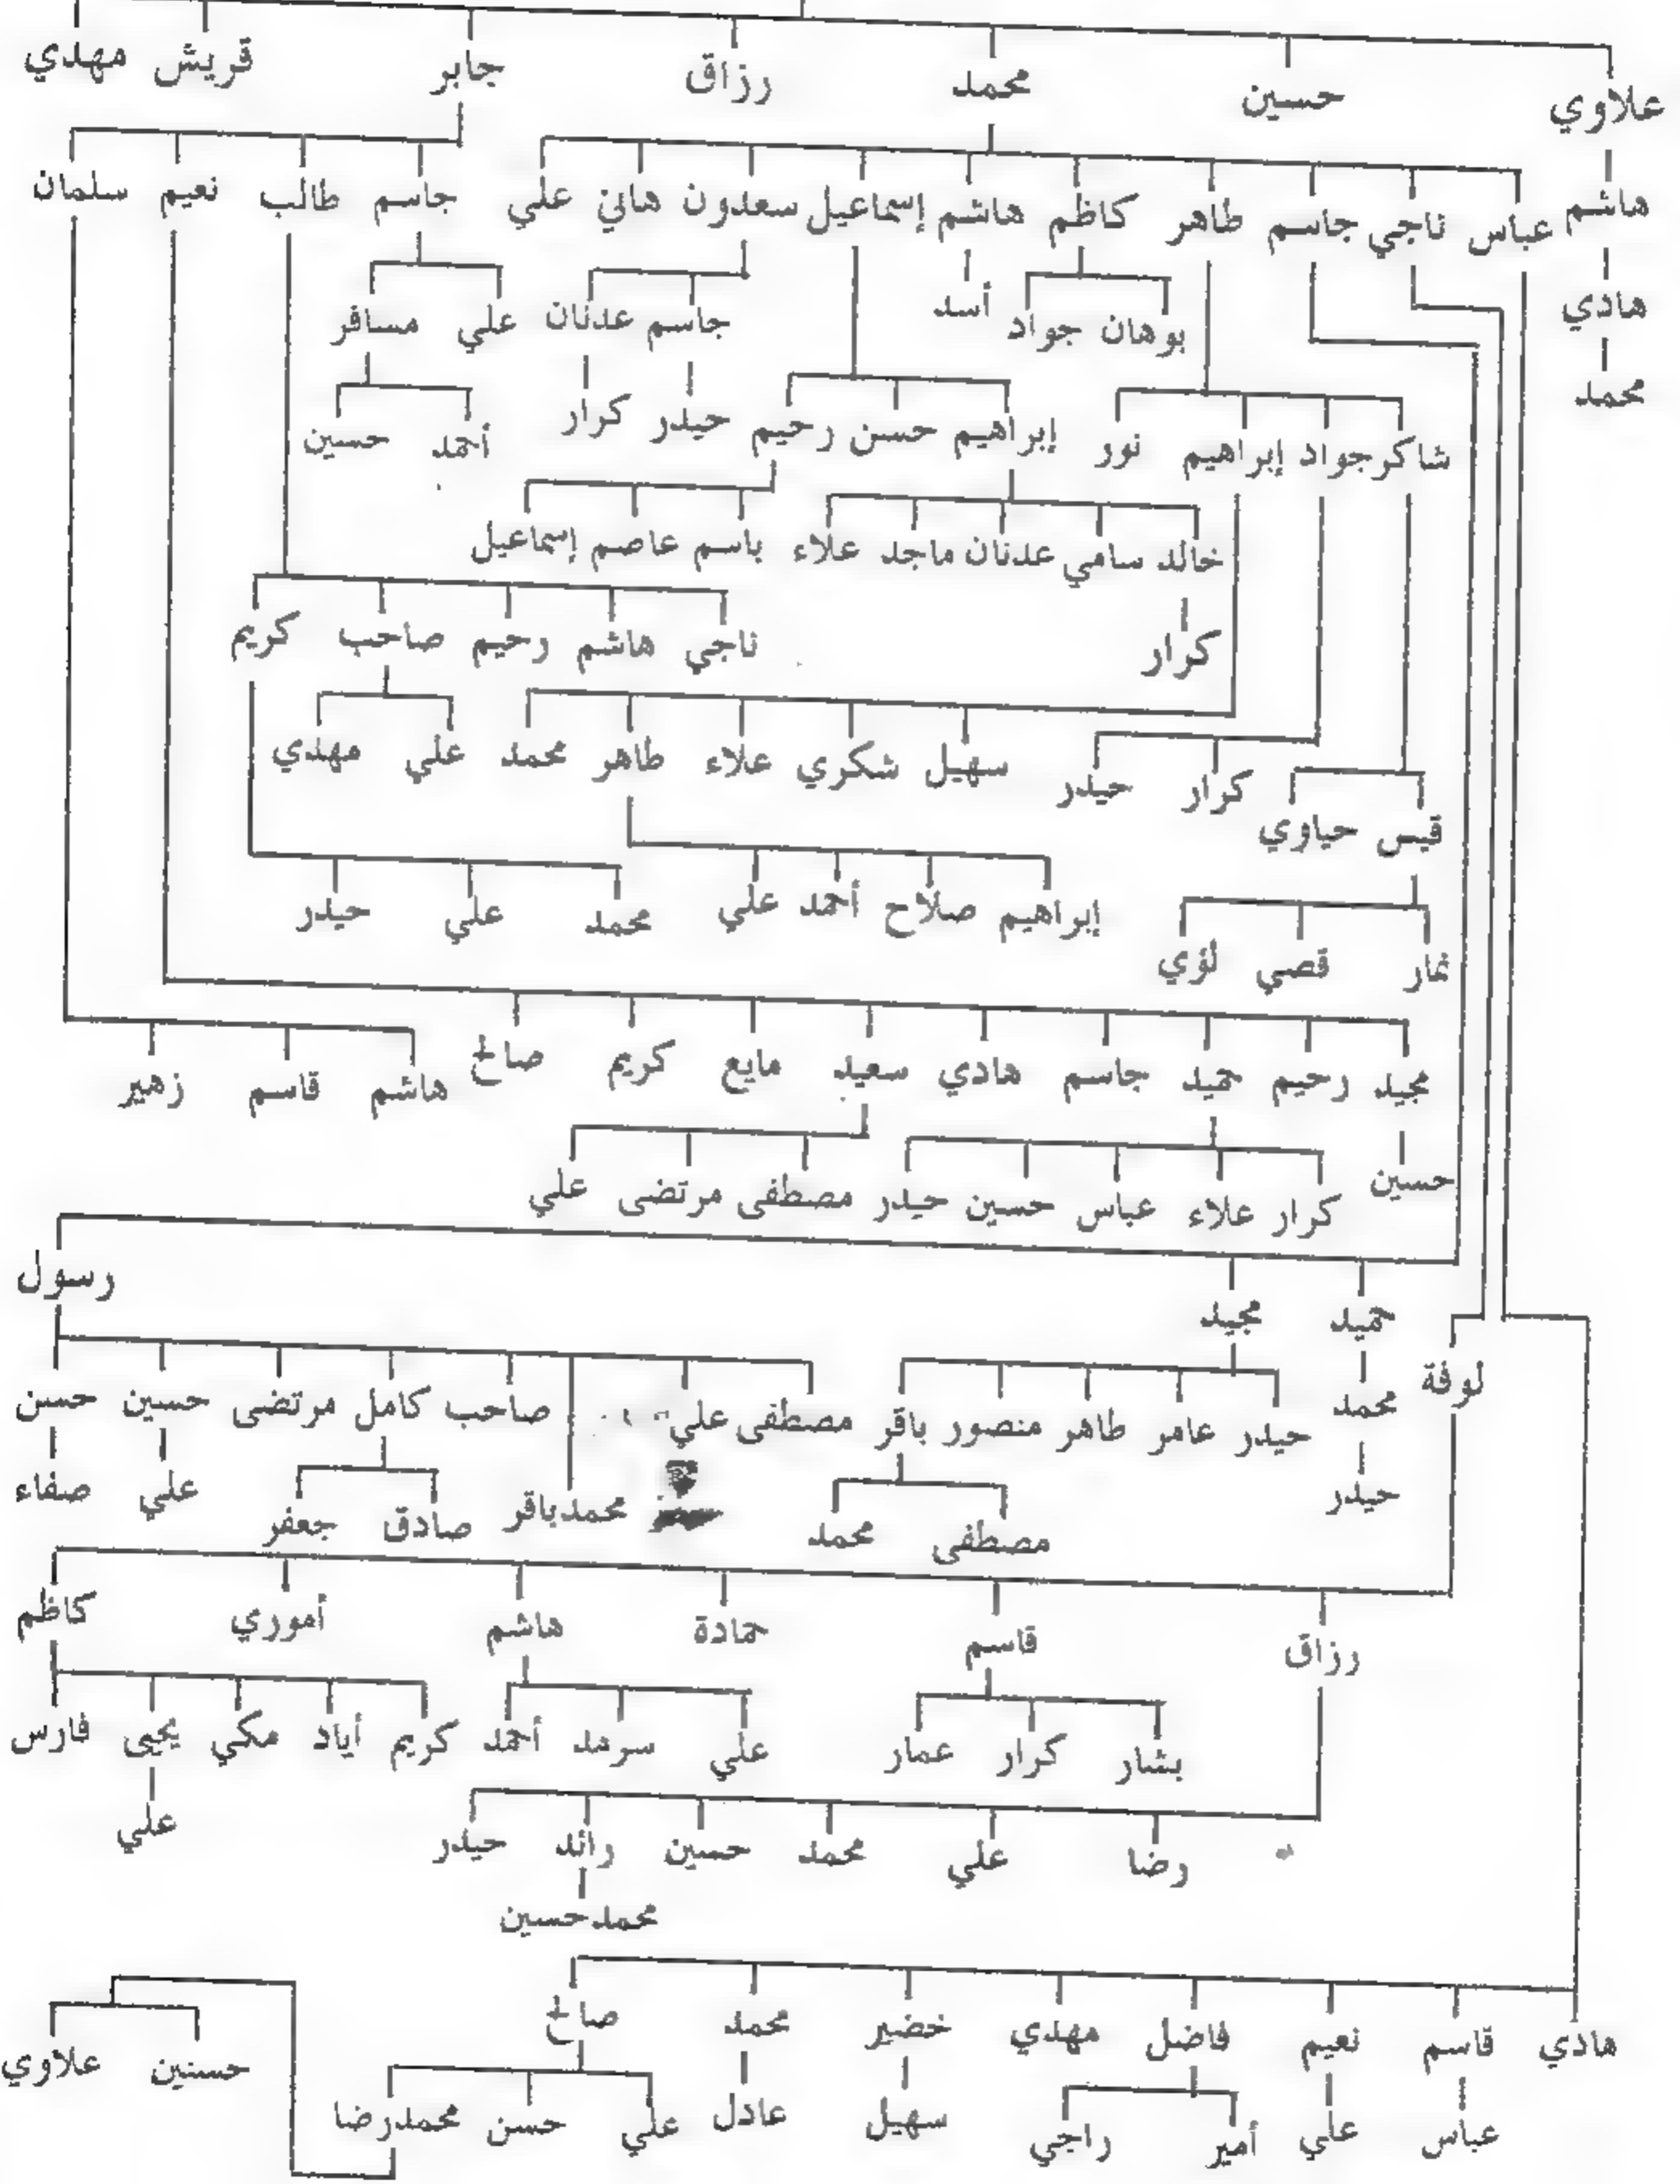 علاوي حسين محمد رزاق جابر قريش مهدي
هاشم عباس ناجي جاسم طاهر كاظم هاشم إسماعيل سعدون هاني علي جاسم طالب نعيم سلمان
هادي بوهان جواد أسد جاسم عدنان علي مسافر
محمد
شاكر جواد إبراهيم نور إبراهيم حسن رحيم حيدر كرار أحمد حسين
خالد سامي عدنان ماجد علاء باسم عاصم إسماعيل
كرار ناجي هاشم رحيم صاحب كريم
قيس حياوي كرار حيدر سهيل شكري علاء طاهر محمد علي مهدي
نمار قصي لؤي إبراهيم صلاح أحمد علي محمد علي حيدر
مجيد رحيم حميد جاسم هادي سعيد مايع كريم صالح هاشم قاسم زهير
حسين كرار علاء عباس حسين حيدر مصطفى مرتضى علي
حميد مجيد رسول
لوفة محمد حيدر عامر طاهر منصور باقر مصطفى علي صاحب كامل مرتضى حسين حسن
حيدر مصطفى محمد محمدباقر صادق جعفر علي صفاء
رزاق قاسم حمادة هاشم أموري كاظم
بشار كرار عمار علي سرمد أحمد كريم أياد مكي يحيى فارس
رضا علي محمد حسين رائد حيدر علي
محمدحسين
هادي قاسم نعيم فاضل مهدي خضير محمد صالح حسنين علاوي
عباس علي أمير راجي سهيل عادل علي حسن محمدرضا